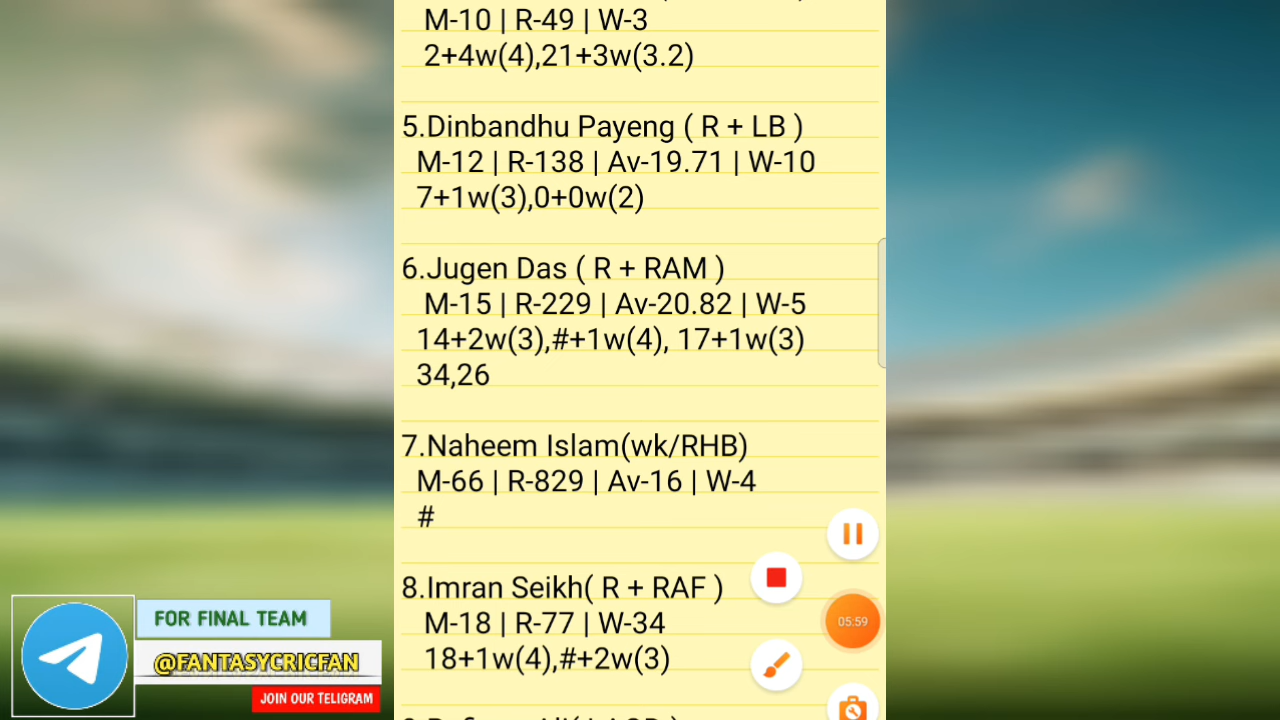 M-10 | R-49 | W-3
2+4w(4),21+3w(3.2)
5.Dinbandhu Payeng ( R + LB )
M-12 | R-138 | Av-19.71 | W-10
7+1w(3),0+0w(2)
6.Jugen Das ( R + RAM )
M-15 | R-229 | Av-20.82 | W-5
14+2w(3),#+1w(4), 17+1w(3)
34,26
7.Naheem Islam(wk/RHB)
M-66 | R-829 | Av-16 | W-4
#
8.Imran Seikh( R + RAF )
M-18 | R-77 | W-34
18+1w(4),#+2w(3)
05:59
FOR FINAL TEAM
@FANTASYCRICFAN
JOIN OUR TELIGRAM